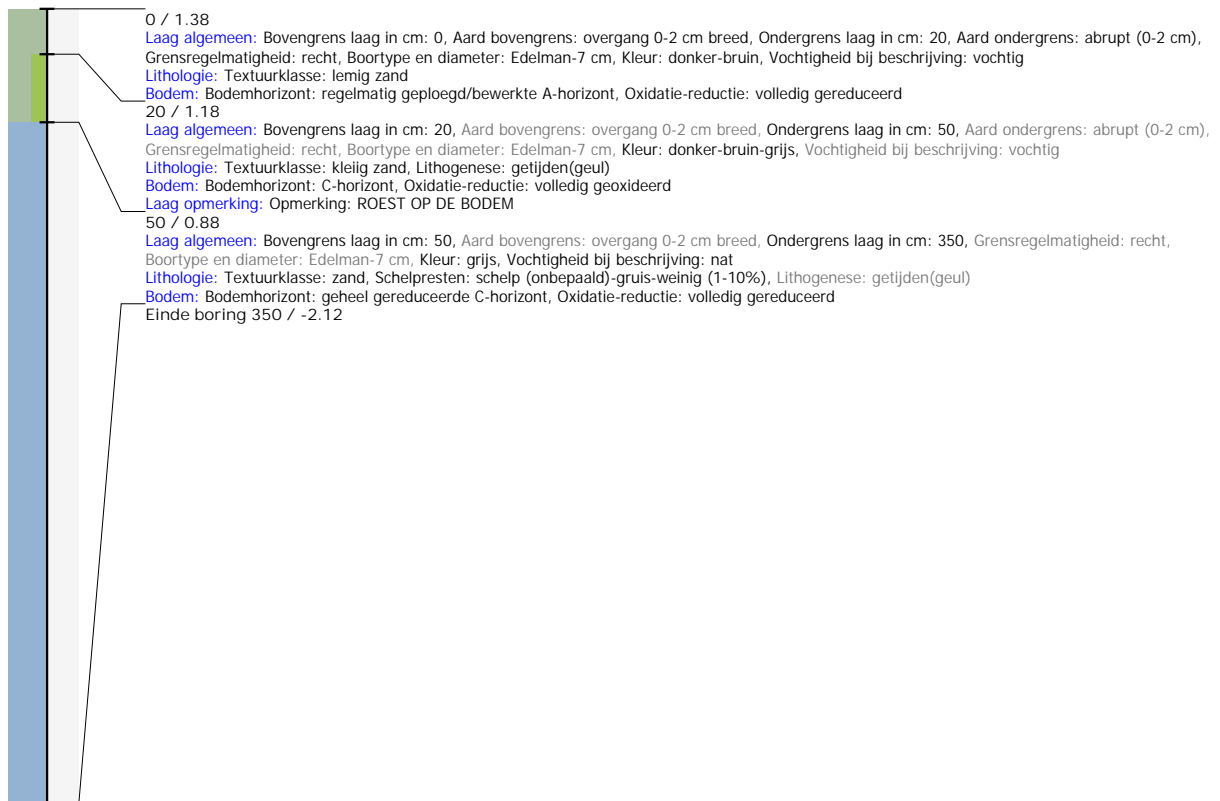 0 / 1.38
Laag algemeen: Bovengrens laag in cm: 0, Aard bovengrens: overgang 0-2 cm breed, Ondergrens laag in cm: 20, Aard ondergrens: abrupt (0-2 cm),
Grensregelmatigheid: recht, Boortype en diameter: Edelman-7 cm, Kleur: donker-bruin, Vochtigheid bij beschrijving: vochtig
Lithologie: Textuurklasse: lemig zand
Bodem: Bodemhorizont: regelmatig geploegd/bewerkte A-horizont, Oxidatie-reductie: volledig gereduceerd
20 / 1.18
Laag algemeen: Bovengrens laag in cm: 20, Aard bovengrens: overgang 0-2 cm breed, Ondergrens laag in cm: 50, Aard ondergrens: abrupt (0-2 cm),
Grensregelmatigheid: recht, Boortype en diameter: Edelman-7 cm, Kleur: donker-bruin-grijs, Vochtigheid bij beschrijving: vochtig
Lithologie: Textuurklasse: kleiig zand, Lithogenese: getijden(geul)
Bodem: Bodemhorizont: C-horizont, Oxidatie-reductie: volledig geoxideerd
Laag opmerking: Opmerking: ROEST OP DE BODEM
50 / 0.88
Laag algemeen: Bovengrens laag in cm: 50, Aard bovengrens: overgang 0-2 cm breed, Ondergrens laag in cm: 350, Grensregelmatigheid: recht,
Boortype en diameter: Edelman-7 cm, Kleur: grijs, Vochtigheid bij beschrijving: nat
Lithologie: Textuurklasse: zand, Schelpresten: schelp (onbepaald)-gruis-weinig (1-10%), Lithogenese: getijden(geul)
Bodem: Bodemhorizont: geheel gereduceerde C-horizont, Oxidatie-reductie: volledig gereduceerd
Einde boring 350 / -2.12